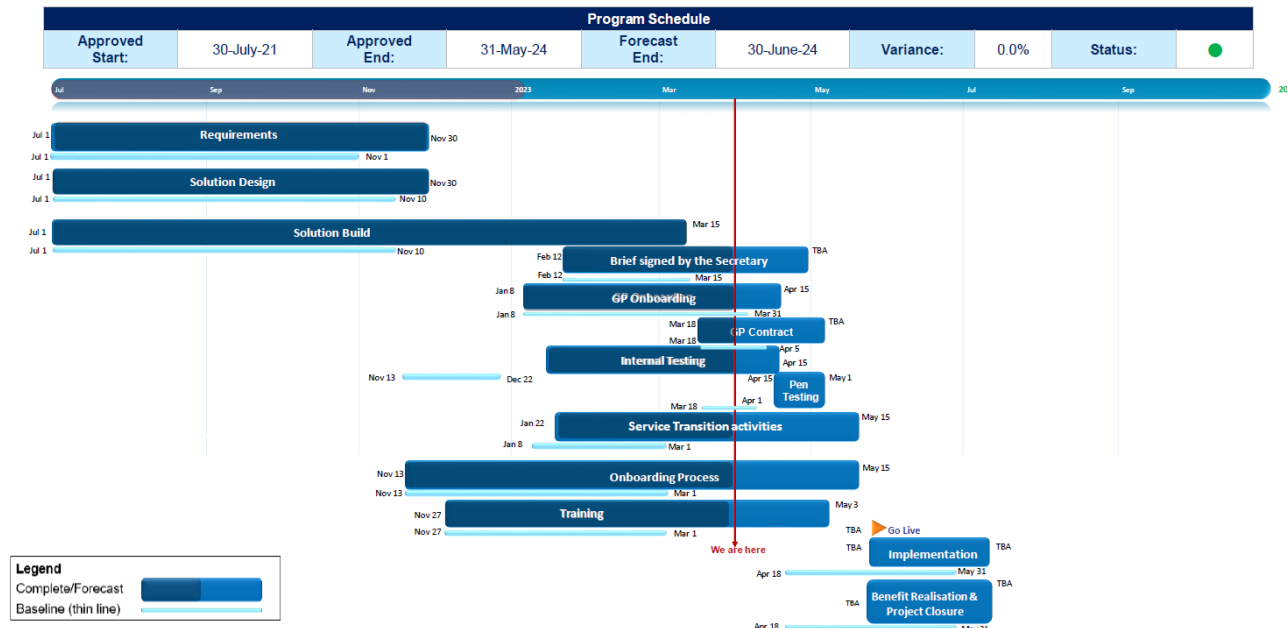 Program Schedule
Approved Start: 30-July-21 Approved End: 31-May-24 Forecast End: 30-June-24 Variance: 0.0% Status:
Jul Sep Nov 2023 Mar May Jul Sep 20
Jul 1 Requirements Nov 30
Jul 1 Nov 1
Jul 1 Solution Design Nov 30
Jul 1 Nov 10
Jul 1 Solution Build Mar 15
Jul 1 Nov 10
Feb 12 Brief signed by the Secretary TBA
Feb 12 Mar 15
Jan 8 GP Onboarding Apr 15
Jan 8 Mar 31
Mar 18 GP Contract TBA
Mar 18 Apr 5
Internal Testing Apr 15
Nov 13 Dec 22
Apr 15 Pen Testing May 1
Mar 18 Apr 1
Jan 22 Service Transition activities May 15
Jan 8 Mar 1
Nov 13 Onboarding Process May 15
Nov 13 Mar 1
Nov 27 Training May 3
Nov 27 Mar 1
TBA Go Live
We are here
TBA Implementation TBA
Apr 18 May 31
TBA Benefit Realisation & Project Closure TBA
Apr 18 May 31
Legend
Complete/Forecast
Baseline (thin line)